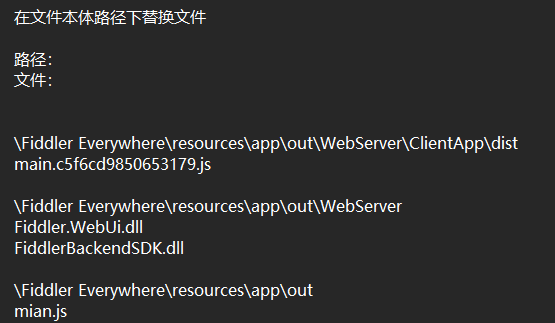 在文件本体路径下替换文件
路径：
文件：
\Fiddler Everywhere\resources\app\out\WebServer\ClientApp\dist
main.c5f6cd9850653179.js
\Fiddler Everywhere\resources\app\out\WebServer
Fiddler.WebUi.dll
FiddlerBackendSDK.dll
\Fiddler Everywhere\resources\app\out
mian.js